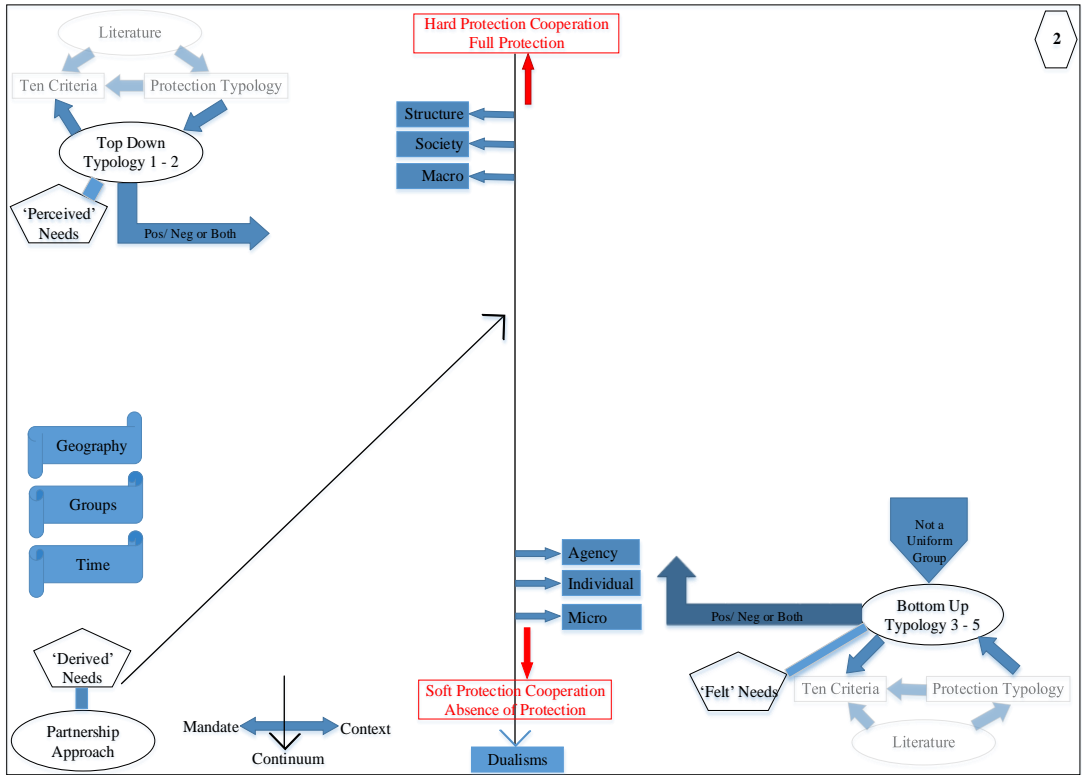 Literature
Ten Criteria
Protection Typology
Top Down
Typology 1 - 2
‘Perceived’
Needs
Pos/ Neg or Both
Hard Protection Cooperation
Full Protection
2
Structure
Society
Macro
Geography
Groups
Time
‘Derived’
Needs
Partnership
Approach
Mandate
Context
Continuum
Agency
Individual
Micro
Soft Protection Cooperation
Absence of Protection
Dualisms
Not a
Uniform
Group
Bottom Up
Typology 3 - 5
Pos/ Neg or Both
‘Felt’ Needs
Ten Criteria
Protection Typology
Literature